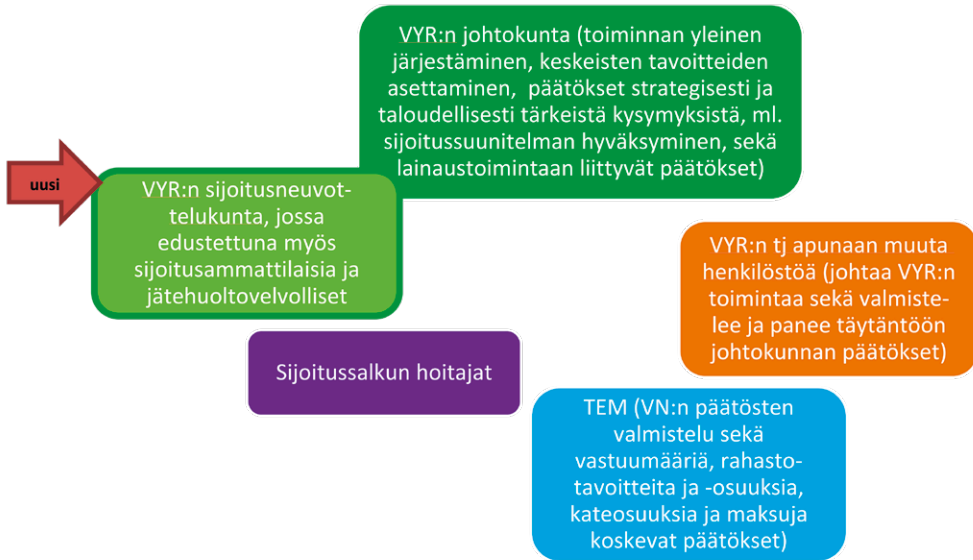 VYR:n johtokunta (toiminnan yleinen
järjestäminen, keskeisten tavoitteiden
asettaminen, päätökset strategisesti ja
taloudellisesti tärkeistä kysymyksistä, ml.
sijoitussuunitelman hyväksyminen, sekä
lainaustoimintaan liittyvät päätökset)
uusi
VYR:n sijoitusneuvot-
telukunta, jossa
edustettuna myös
sijoitusammattilaisia ja
jätehuoltovelvolliset
VYR:n tj apunaan muuta
henkilöstöä (johtaa VYR:n
toimintaa sekä valmiste-
lee ja panee täytäntöön
johtokunnan päätökset)
Sijoitussalkun hoitajat
TEM (VN:n päätösten
valmistelu sekä
vastuumääriä, rahasto-
tavoitteita ja -osuuksia,
kateosuuksia ja maksuja
koskevat päätökset)